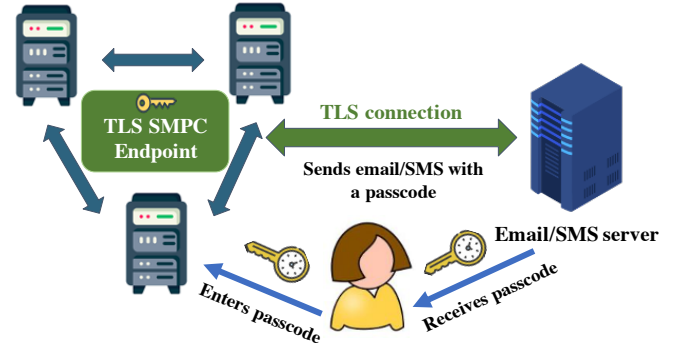 TLS SMPC
Endpoint
TLS connection
Sends email/SMS with
a passcode
Email/SMS server
Enters passcode
Receives passcode